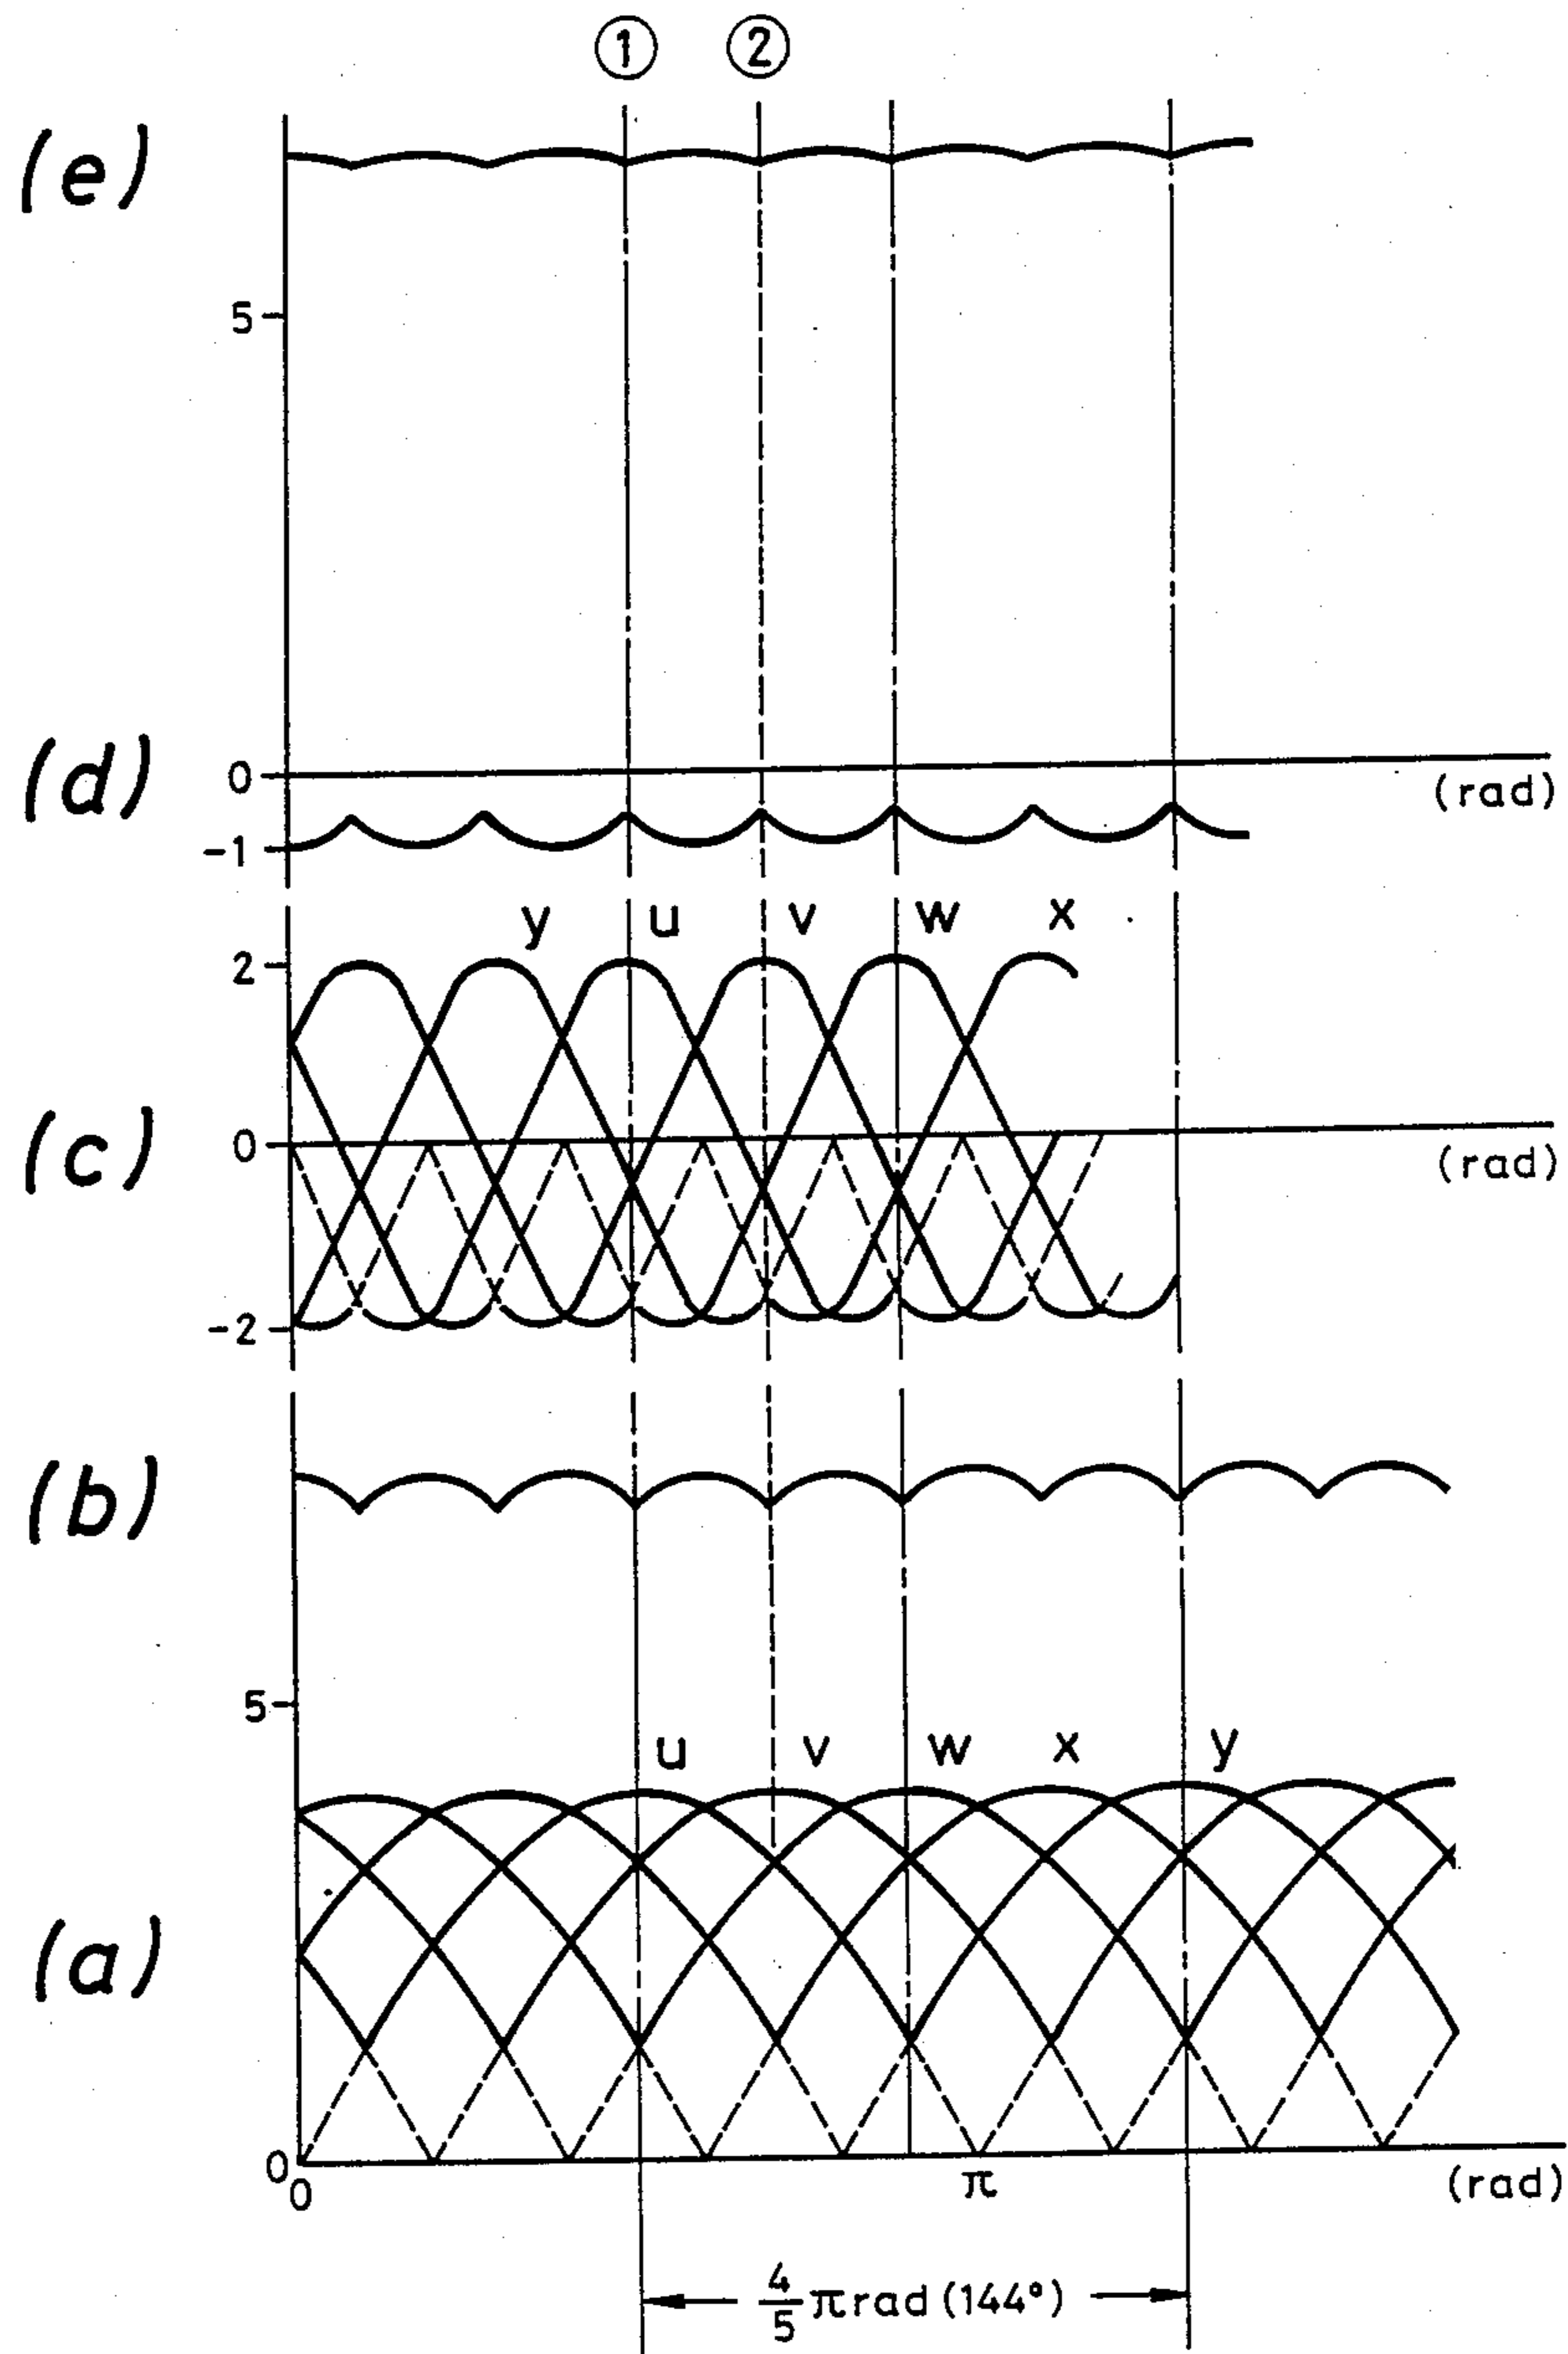 ① ②
(e)
5
(d)
0
(rad)
-1
y u v w x
2
(c)
0
(rad)
-2
(b)
5
u v w x y
(a)
0
0 π (rad)
4/5 π rad (144°)